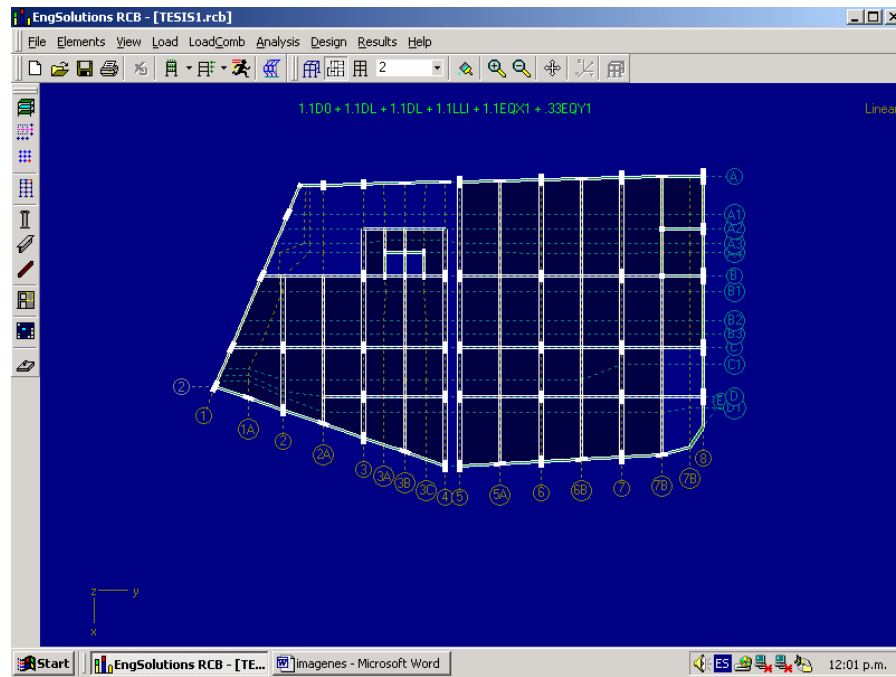 EngSolutions RCB - [TESIS1.rcb]
File Elements View Load LoadComb Analysis Design Results Help
2
1.1D0 + 1.1DL + 1.1DL + 1.1LLI + 1.1EQX1 + .33EQY1
Linear
A
A1
A2
A3
B
B1
B2
B3
C
C1
D
D1
2
1
1A
2
2A
3
3A
3B
3C
4
5
5A
6
6B
7
7B
7B
8
z y
x
Start EngSolutions RCB - [TE... imagenes - Microsoft Word ES 12:01 p.m.